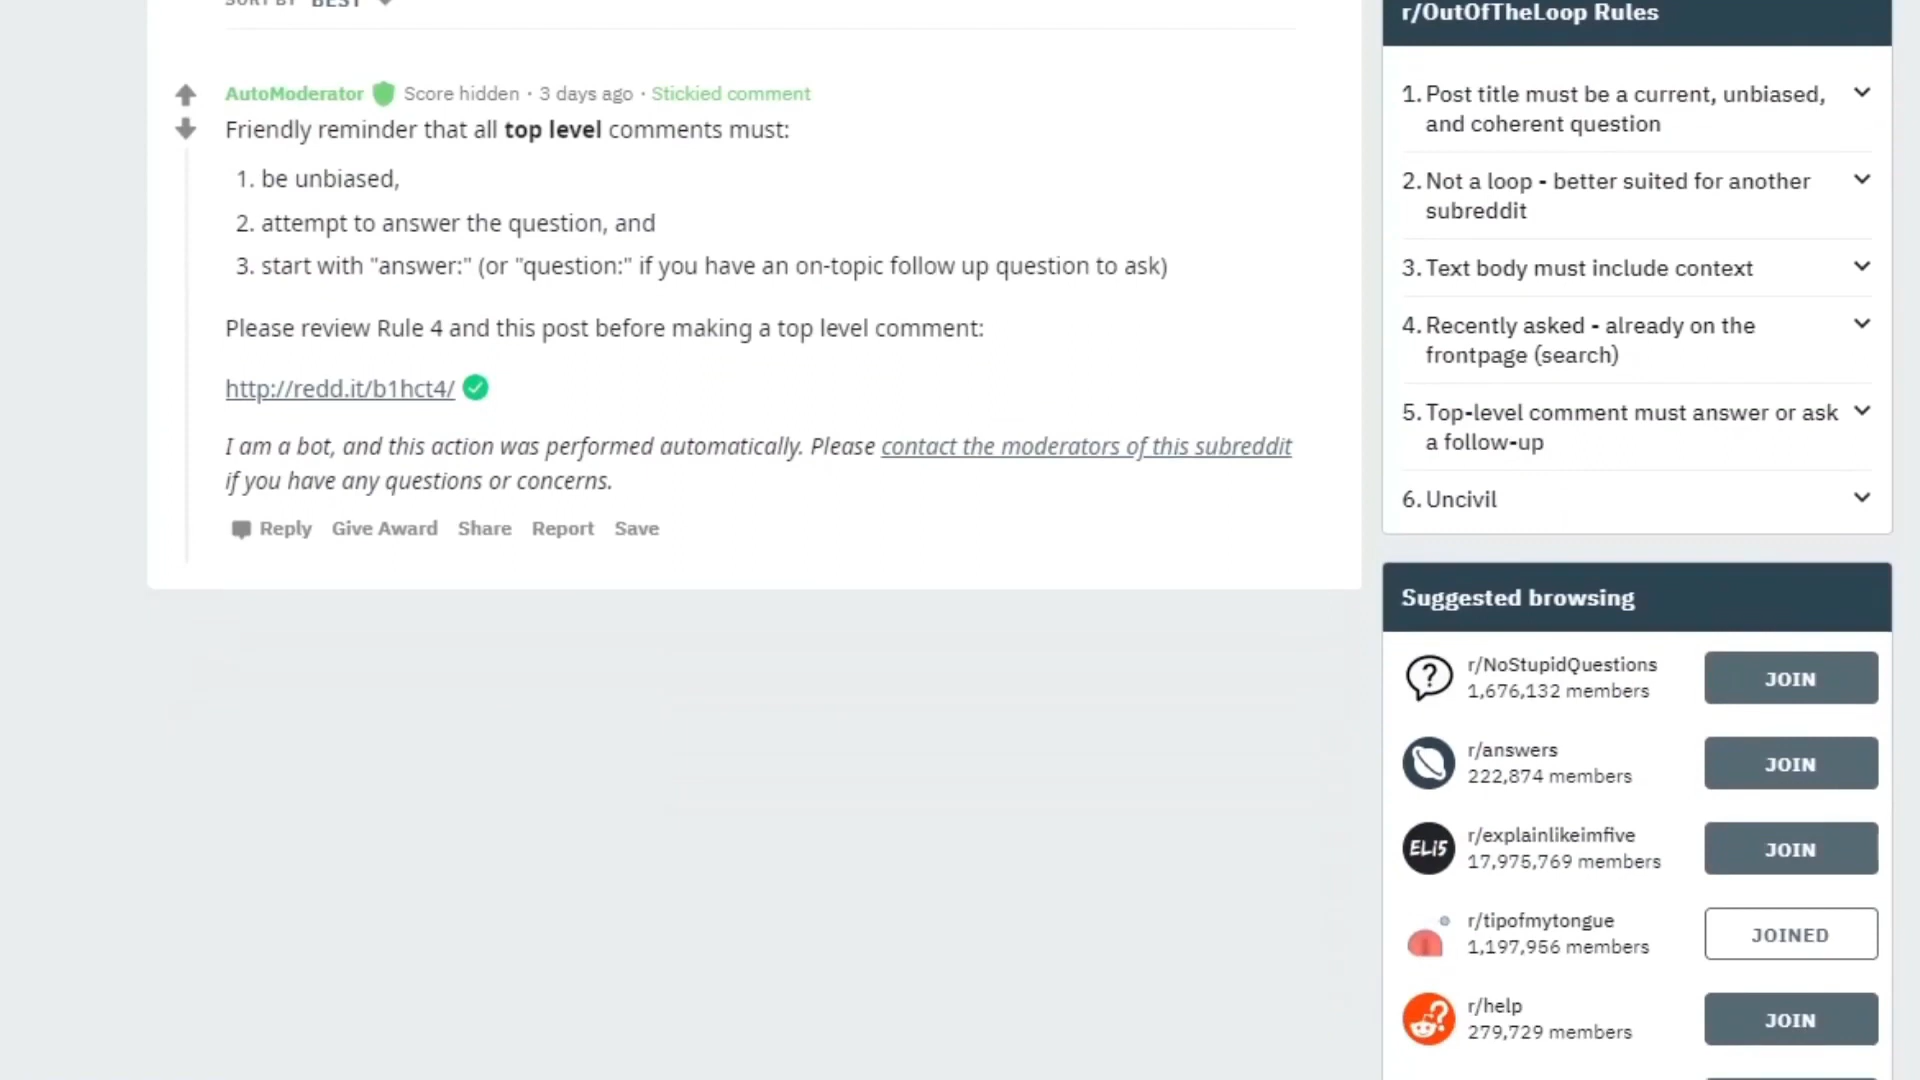 SORT BY BEST
AutoModerator Score hidden · 3 days ago · Stickied comment
Friendly reminder that all top level comments must:
1. be unbiased,
2. attempt to answer the question, and
3. start with "answer:" (or "question:" if you have an on-topic follow up question to ask)
Please review Rule 4 and this post before making a top level comment:
http://redd.it/b1hct4/
I am a bot, and this action was performed automatically. Please contact the moderators of this subreddit
if you have any questions or concerns.
Reply Give Award Share Report Save
r/OutOfTheLoop Rules
1. Post title must be a current, unbiased,
and coherent question
2. Not a loop - better suited for another
subreddit
3. Text body must include context
4. Recently asked - already on the
frontpage (search)
5. Top-level comment must answer or ask
a follow-up
6. Uncivil
Suggested browsing
r/NoStupidQuestions
1,676,132 members
JOIN
r/answers
222,874 members
JOIN
ELI5
r/explainlikeimfive
17,975,769 members
JOIN
r/tipofmytongue
1,197,956 members
JOINED
r/help
279,729 members
JOIN